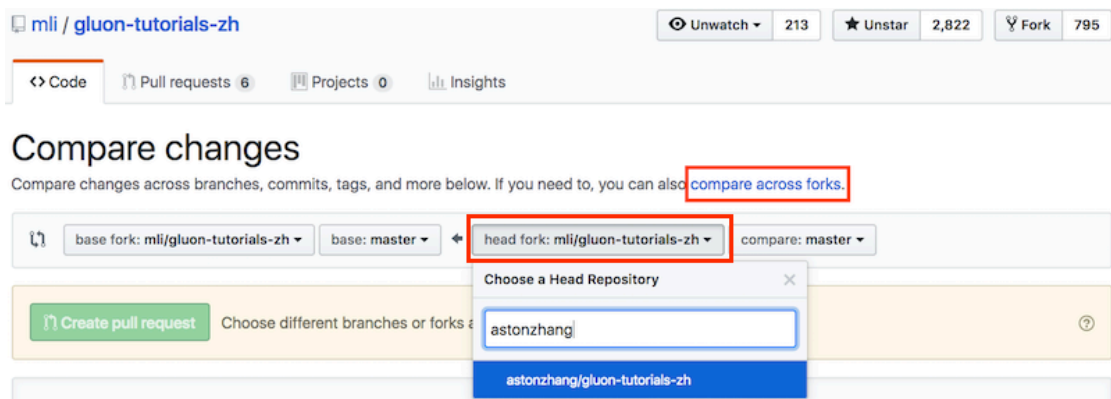 mli / gluon-tutorials-zh Unwatch 213 Unstar 2,822 Fork 795
Code Pull requests 6 Projects 0 Insights
Compare changes
Compare changes across branches, commits, tags, and more below. If you need to, you can also compare across forks.
base fork: mli/gluon-tutorials-zh base: master head fork: mli/gluon-tutorials-zh compare: master
Choose a Head Repository
Create pull request Choose different branches or forks a
astonzhang
astonzhang/gluon-tutorials-zh